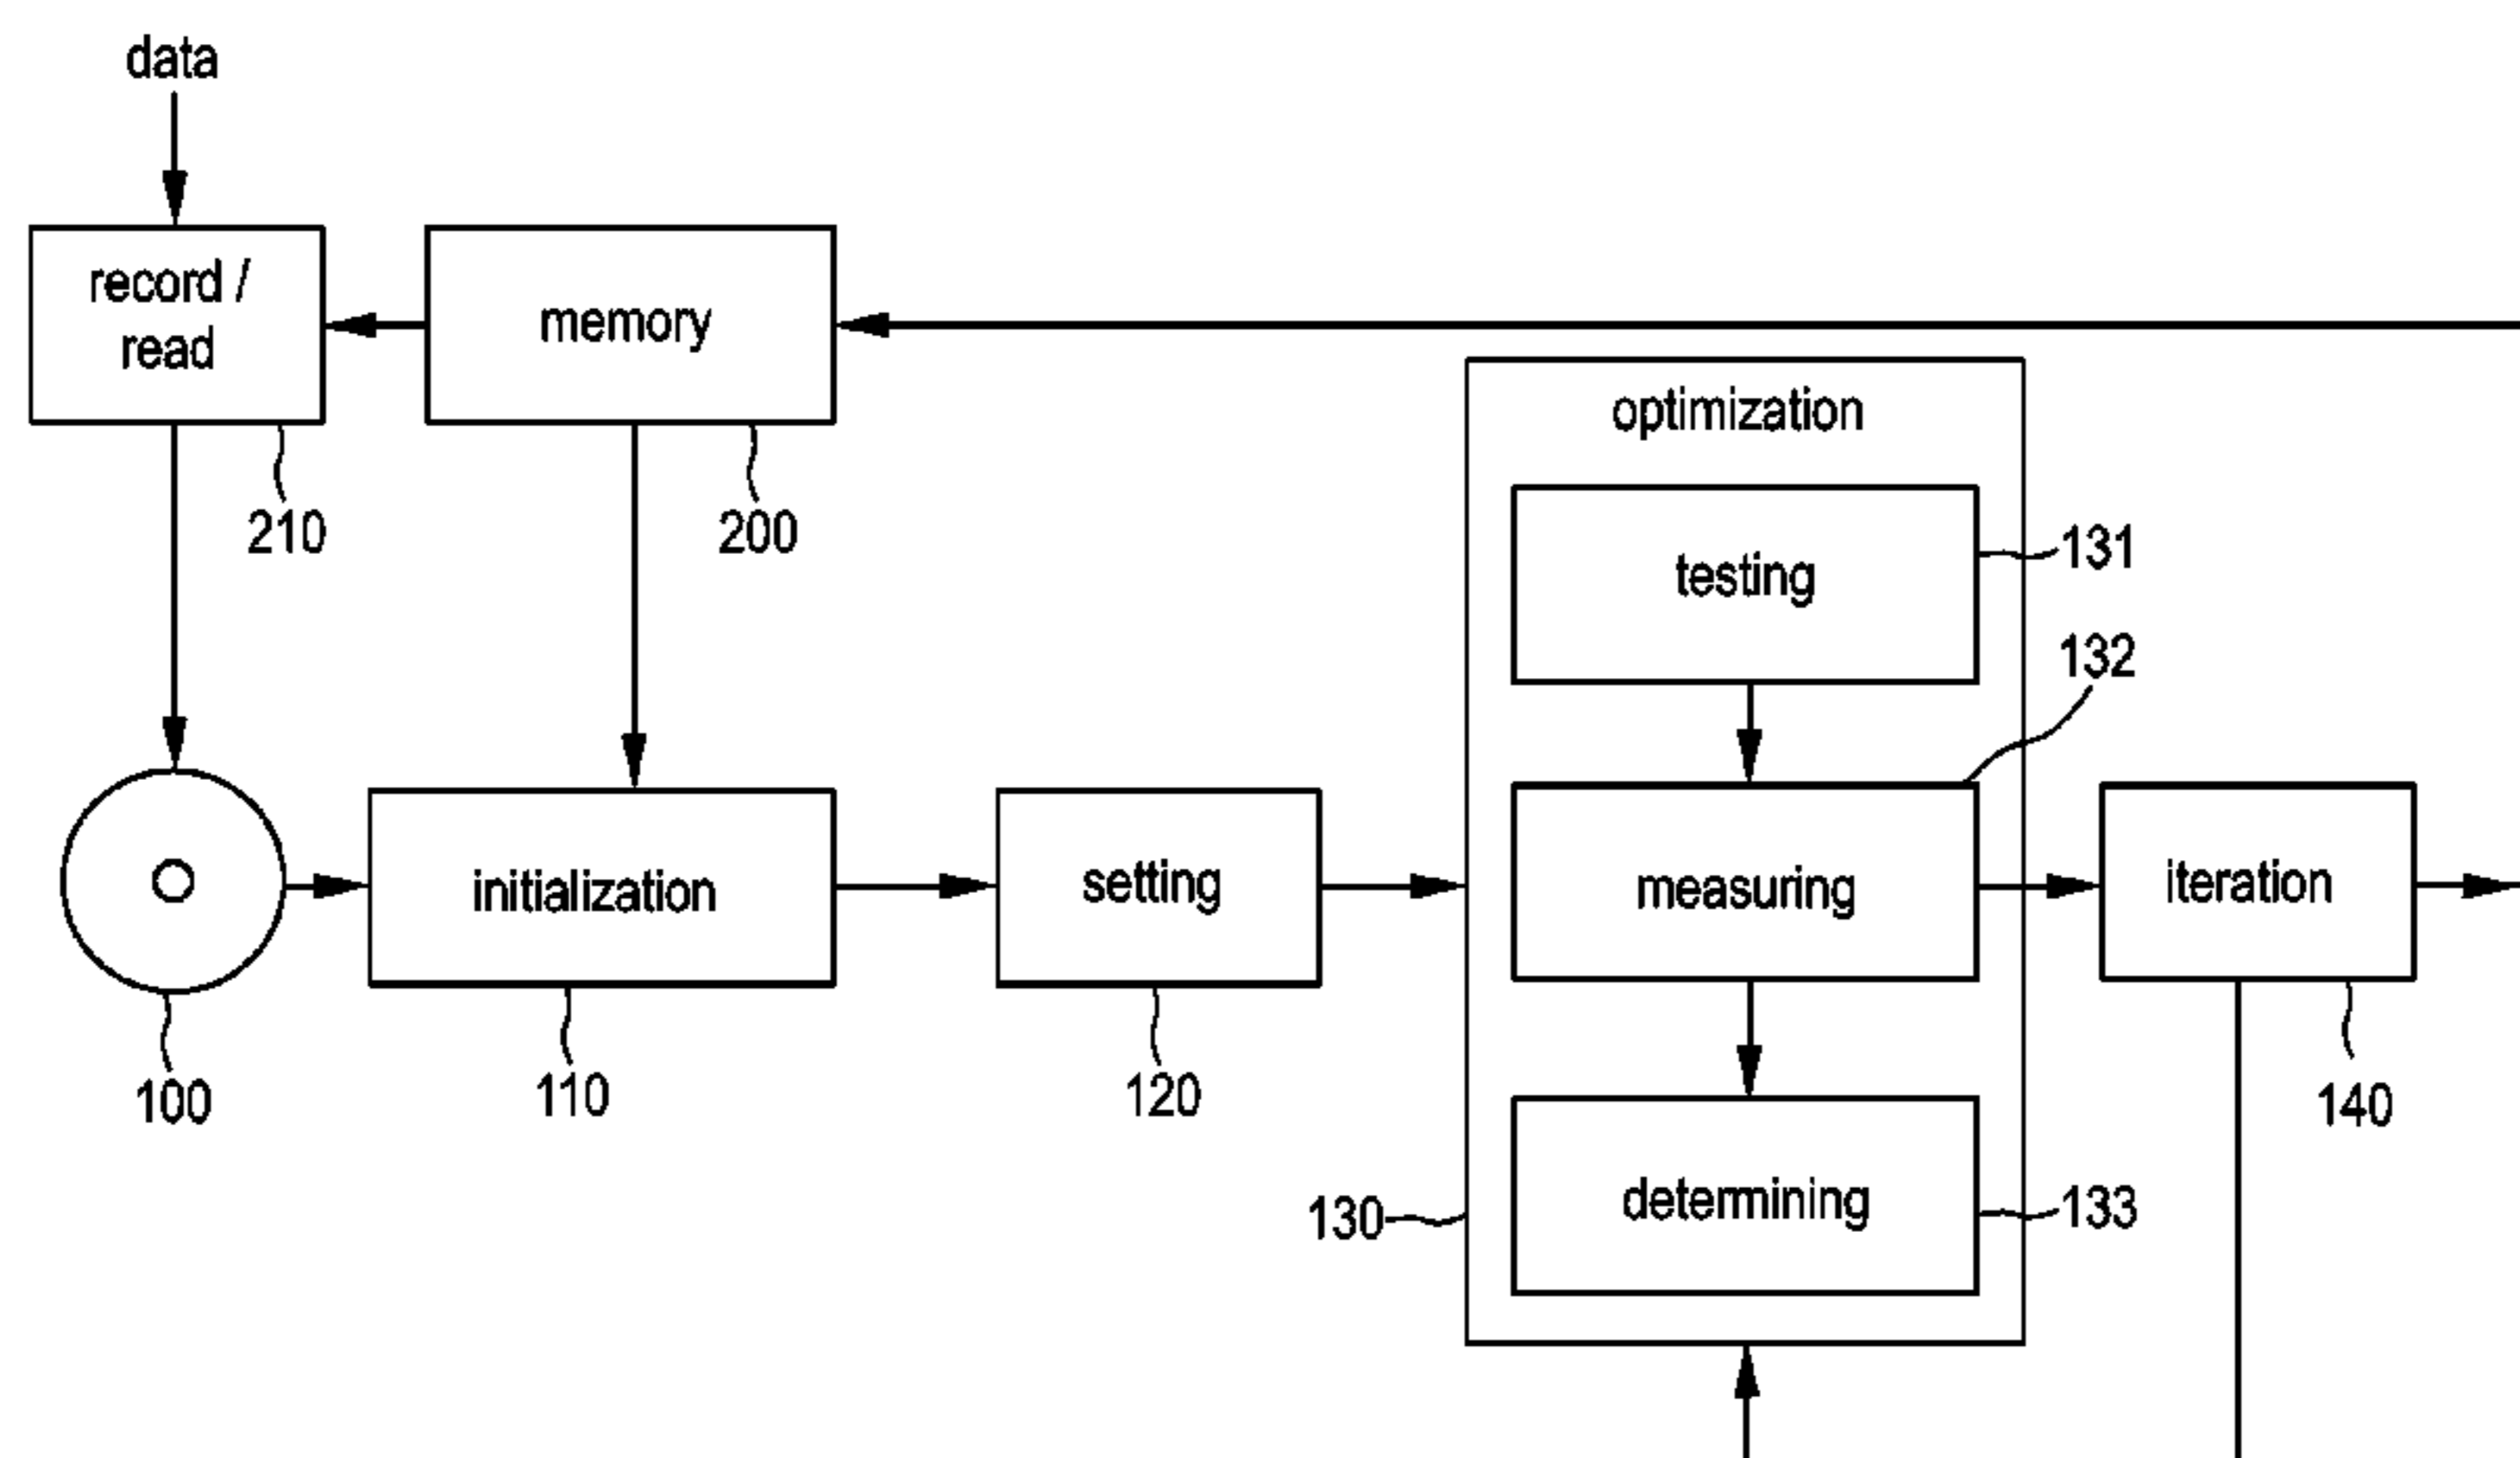 data
record /
read
memory
210
200
optimization
testing
131
132
initialization
setting
measuring
iteration
100
110
120
140
determining
130
133